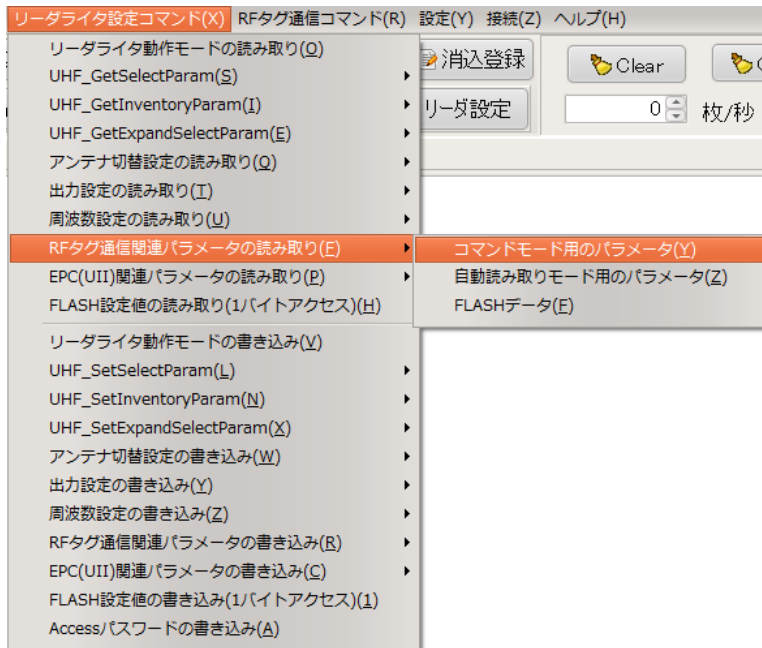 リーダライタ設定コマンド(X) RFタグ通信コマンド(R) 設定(Y) 接続(Z) ヘルプ(H)
消込登録 Clear
リーダ設定 0 枚/秒
リーダライタ動作モードの読み取り(O)
UHF_GetSelectParam(S)
UHF_GetInventoryParam(I)
UHF_GetExpandSelectParam(E)
アンテナ切替設定の読み取り(Q)
出力設定の読み取り(T)
周波数設定の読み取り(U)
RFタグ通信関連パラメータの読み取り(F)
EPC(UII)関連パラメータの読み取り(P)
FLASH設定値の読み取り(1バイトアクセス)(H)
コマンドモード用のパラメータ(Y)
自動読み取りモード用のパラメータ(Z)
FLASHデータ(F)
リーダライタ動作モードの書き込み(V)
UHF_SetSelectParam(L)
UHF_SetInventoryParam(N)
UHF_SetExpandSelectParam(X)
アンテナ切替設定の書き込み(W)
出力設定の書き込み(Y)
周波数設定の書き込み(Z)
RFタグ通信関連パラメータの書き込み(R)
EPC(UII)関連パラメータの書き込み(C)
FLASH設定値の書き込み(1バイトアクセス)(1)
Accessパスワードの書き込み(A)